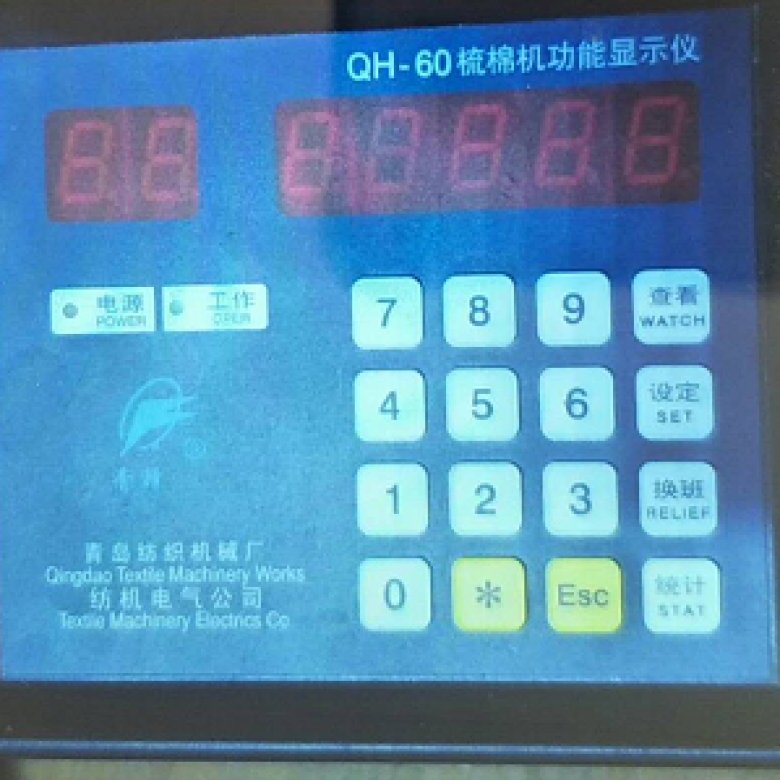 QH-60梳棉机功能显示仪
88 88888
电源
POWER
工作
OPEN
7 8 9 查看
WATCH
4 5 6 设定
SET
1 2 3 换班
RELIEF
0 * Esc 统计
STAT
青岛纺织机械厂
Qingdao Textile Machinery Works
纺机电气公司
Textile Machinery Electrics Co